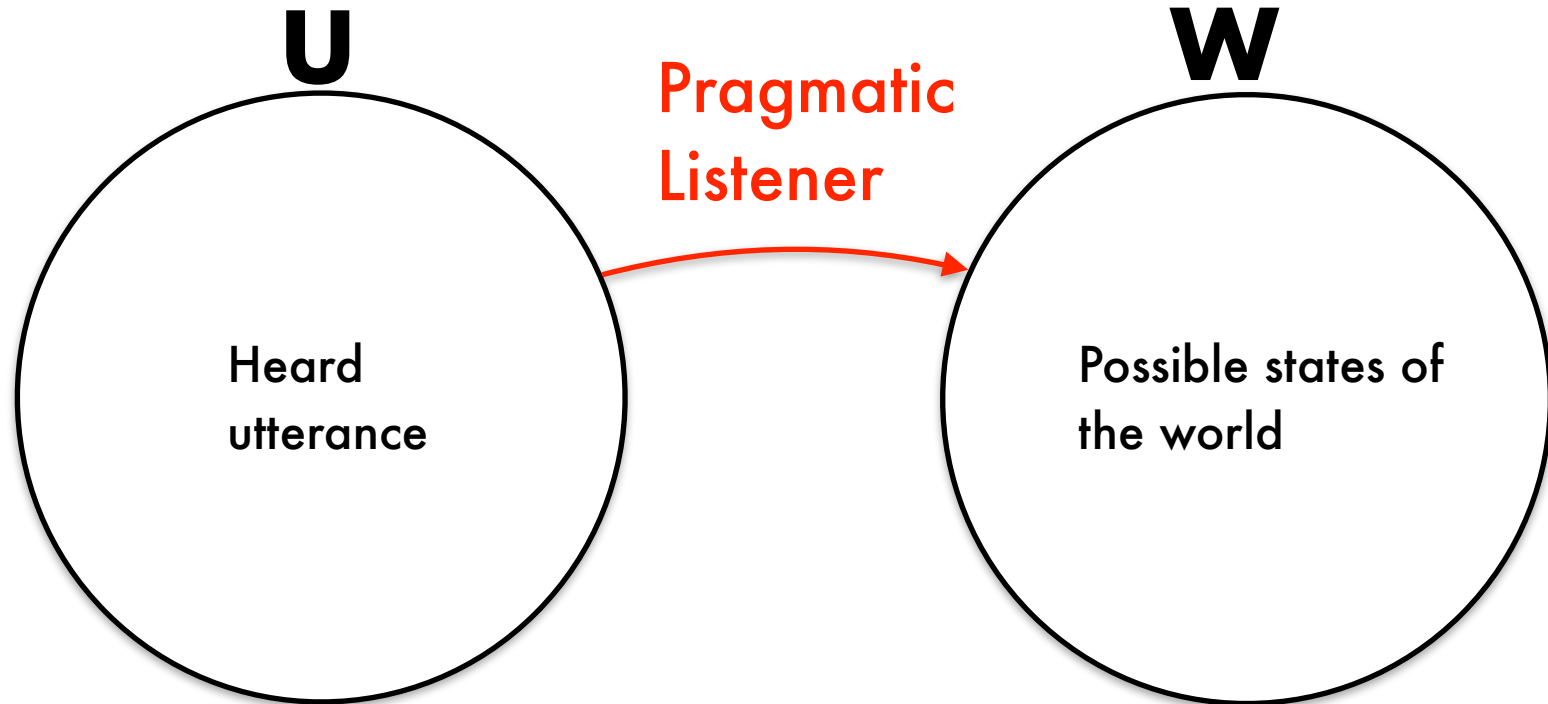 U
W
Pragmatic
Listener
Heard
utterance
Possible states of
the world